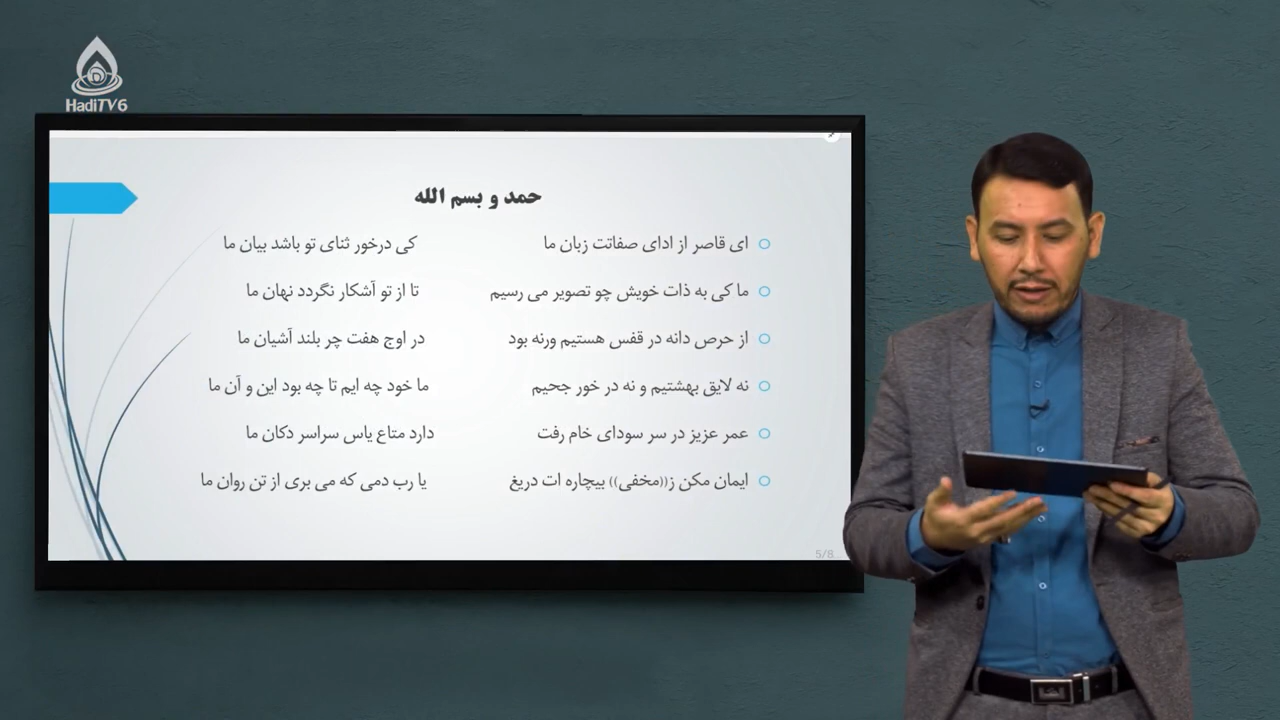 HadiTV6
حمد و بسم الله
ای قاصر از ادای صفاتت زبان ما کی درخور ثنای تو باشد بیان ما
ما کی به ذات خویش چو تصویر می رسیم تا از تو آشکار نگردد نهان ما
از حرص دانه در قفس هستیم ورنه بود در اوج هفت چر بلند آشیان ما
نه لایق بهشتیم و نه در خور جحیم ما خود چه ایم تا چه بود این و آن ما
عمر عزیز در سر سودای خام رفت دارد متاع یاس سراسر دکان ما
ایمان مکن ز((مخفی)) بیچاره ات دریغ یا رب دمی که می بری از تن روان ما
5/8...